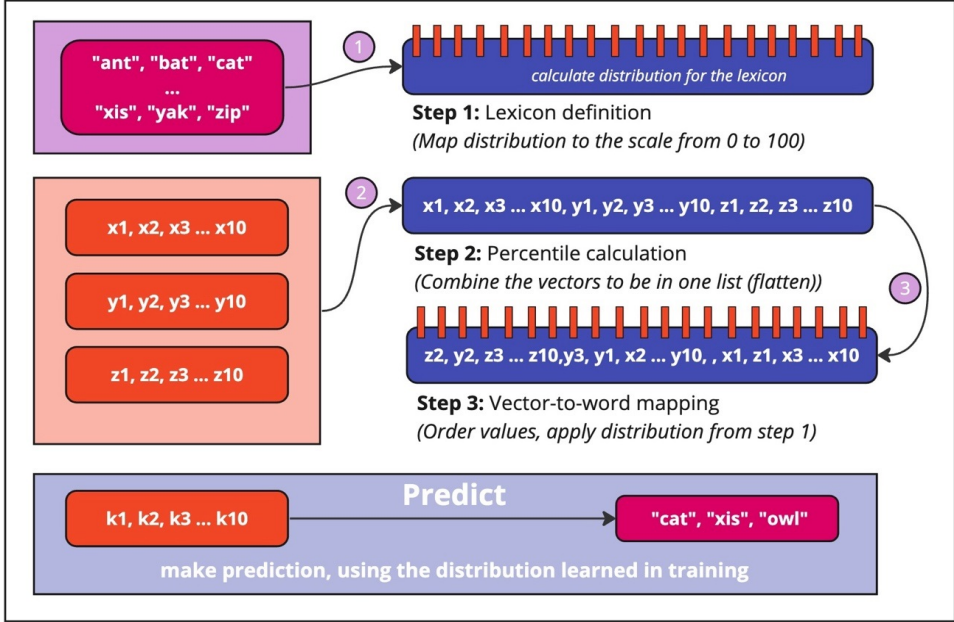 "ant", "bat", "cat"
...
"xis", "yak", "zip"
1
calculate distribution for the lexicon
Step 1: Lexicon definition
(Map distribution to the scale from 0 to 100)
x1, x2, x3 ... x10
y1, y2, y3 ... y10
z1, z2, z3 ... z10
2
x1, x2, x3 ... x10, y1, y2, y3 ... y10, z1, z2, z3 ... z10
Step 2: Percentile calculation
(Combine the vectors to be in one list (flatten))
3
z2, y2, z3 ... z10,y3, y1, x2 ... y10, , x1, z1, x3 ... x10
Step 3: Vector-to-word mapping
(Order values, apply distribution from step 1)
Predict
k1, k2, k3 ... k10
"cat", "xis", "owl"
make prediction, using the distribution learned in training